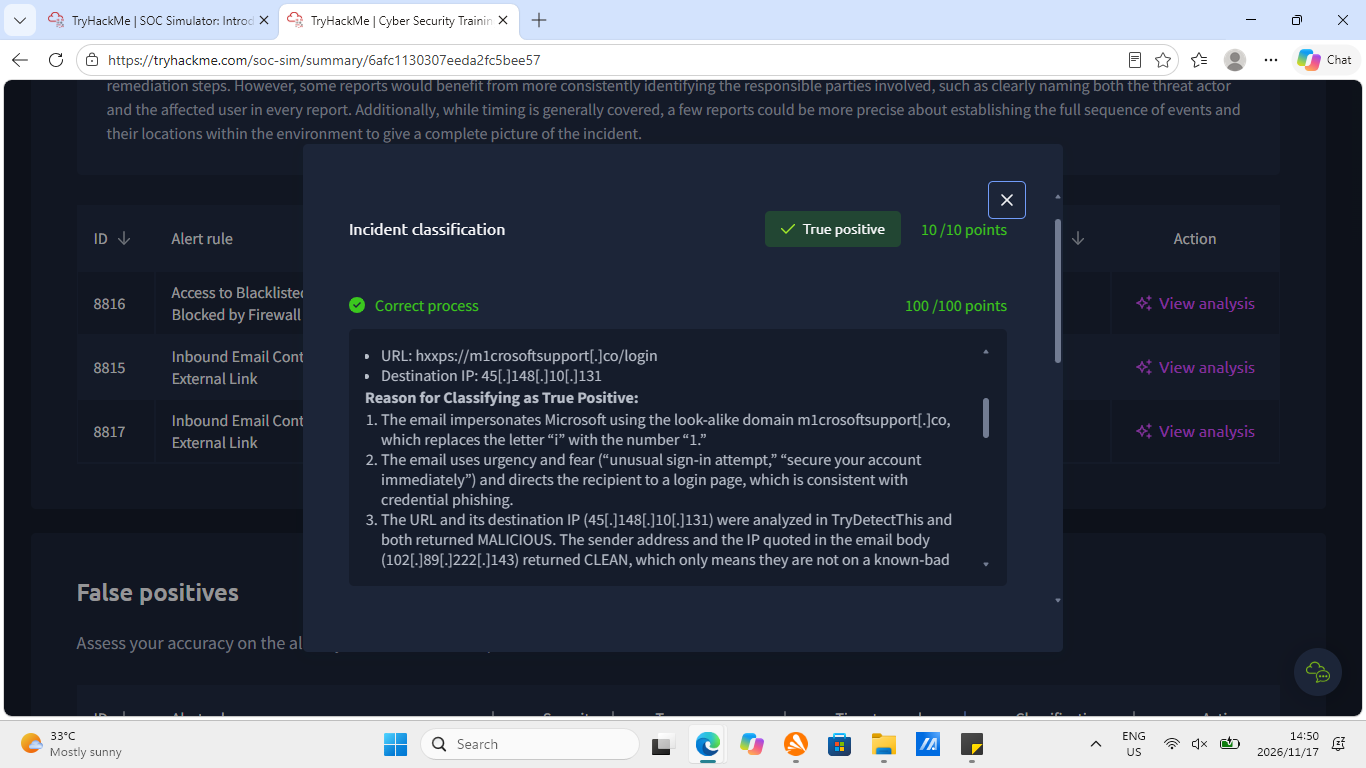 TryHackMe | SOC Simulator: Introd
TryHackMe | Cyber Security Trainin
https://tryhackme.com/soc-sim/summary/6afc1130307eeda2fc5bee57
Chat
remediation steps. However, some reports would benefit from more consistently identifying the responsible parties involved, such as clearly naming both the threat actor
and the affected user in every report. Additionally, while timing is generally covered, a few reports could be more precise about establishing the full sequence of events and
their locations within the environment to give a complete picture of the incident.
Incident classification
True positive
10 /10 points
ID
Alert rule
Action
Correct process
100 /100 points
8816
Access to Blacklisted
Blocked by Firewall
View analysis
8815
Inbound Email Cont
External Link
View analysis
8817
Inbound Email Cont
External Link
View analysis
• URL: hxxps://m1crosoftsupport[.]co/login
• Destination IP: 45[.]148[.]10[.]131
Reason for Classifying as True Positive:
1. The email impersonates Microsoft using the look-alike domain m1crosoftsupport[.]co,
which replaces the letter “i” with the number “1.”
2. The email uses urgency and fear (“unusual sign-in attempt,” “secure your account
immediately”) and directs the recipient to a login page, which is consistent with
credential phishing.
3. The URL and its destination IP (45[.]148[.]10[.]131) were analyzed in TryDetectThis and
both returned MALICIOUS. The sender address and the IP quoted in the email body
(102[.]89[.]222[.]143) returned CLEAN, which only means they are not on a known-bad
False positives
Assess your accuracy on the al
33°C
Mostly sunny
Search
ENG
US
14:50
2026/11/17